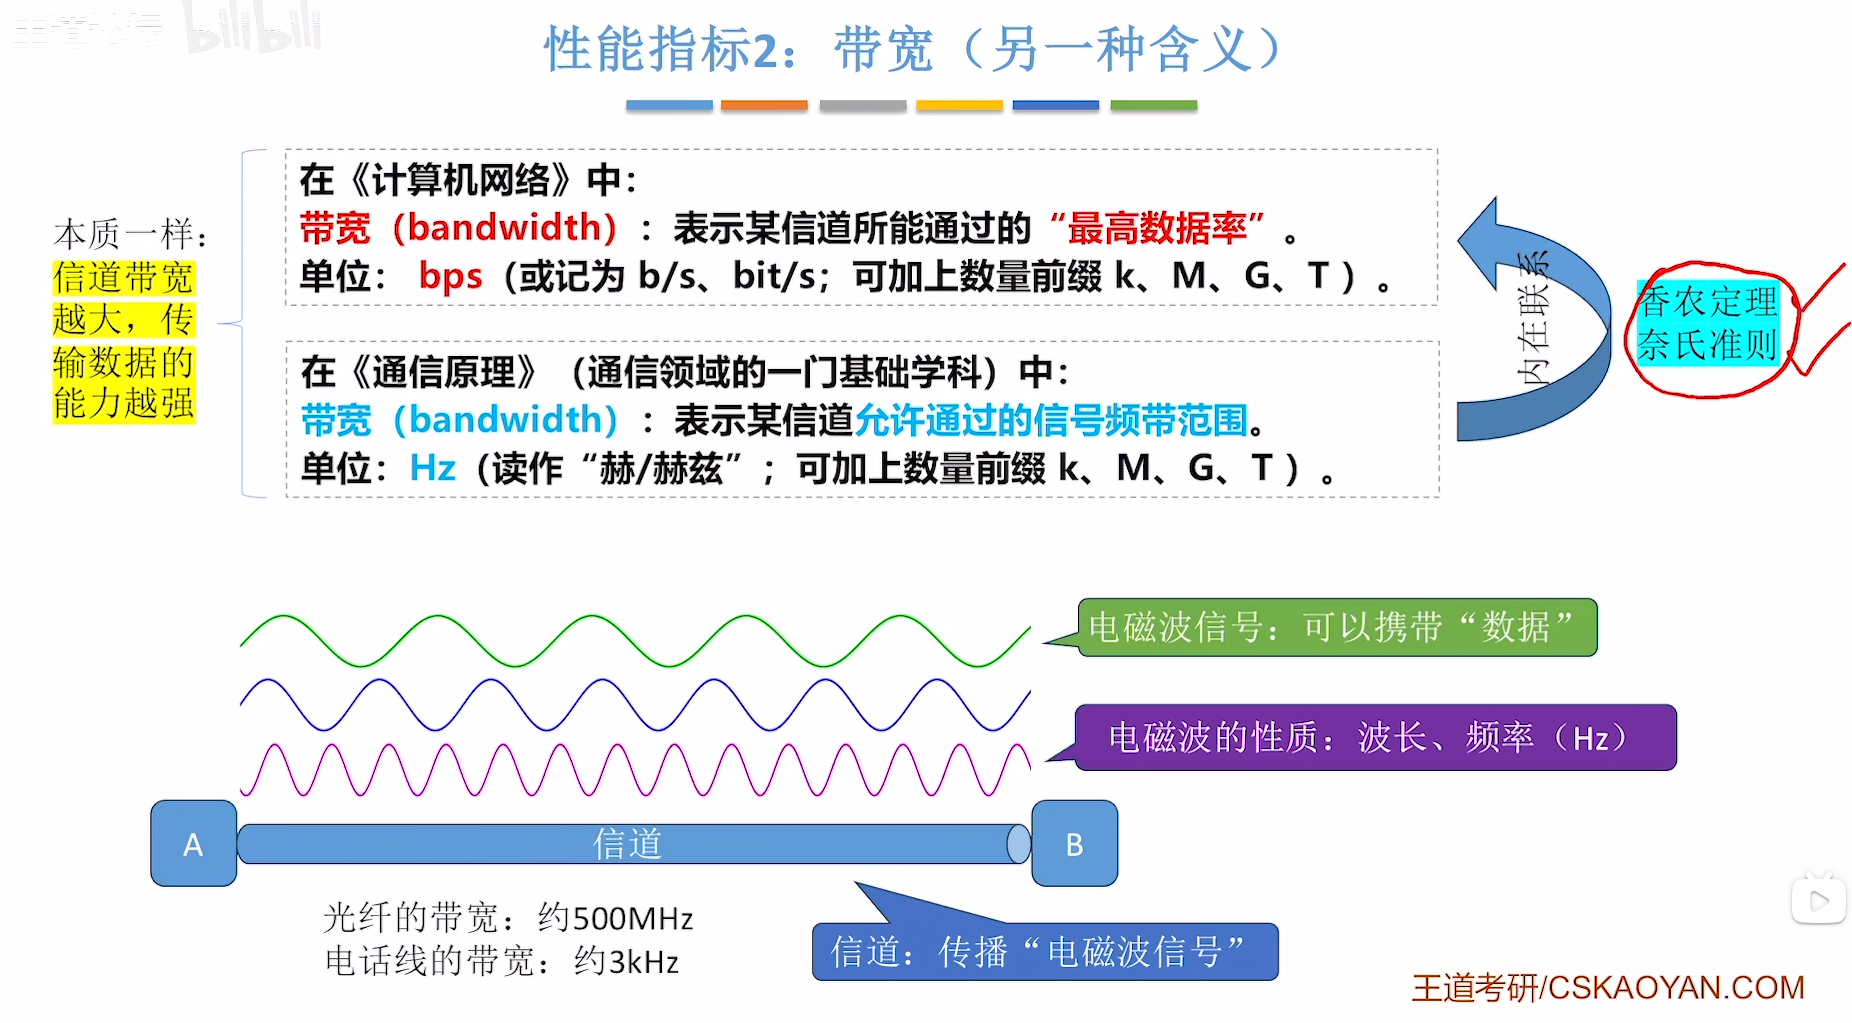 bilibili
性能指标2：带宽（另一种含义）
本质一样：
信道带宽
越大，传
输数据的
能力越强
在《计算机网络》中：
带宽（bandwidth）：表示某信道所能通过的“最高数据率”。
单位： bps（或记为 b/s、bit/s；可加上数量前缀 k、M、G、T ）。
在《通信原理》（通信领域的一门基础学科）中：
带宽（bandwidth）：表示某信道允许通过的信号频带范围。
单位：Hz（读作“赫/赫兹”；可加上数量前缀 k、M、G、T ）。
内在联系
香农定理
奈氏准则
电磁波信号：可以携带“数据”
电磁波的性质：波长、频率（Hz）
A
信道
B
光纤的带宽：约500MHz
电话线的带宽：约3kHz
信道：传播“电磁波信号”
王道考研/CSKAOYAN.COM